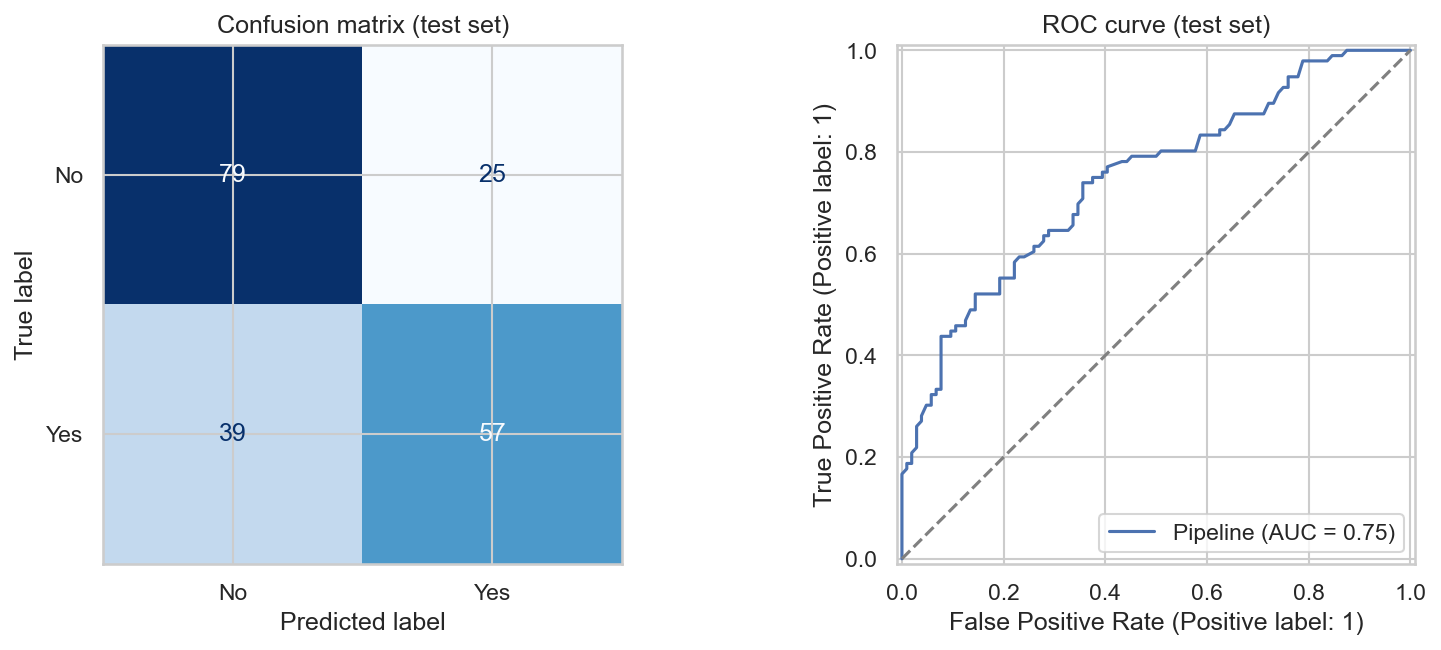 Confusion matrix (test set)
No
79
25
Yes
39
57
True label
No
Yes
Predicted label
ROC curve (test set)
True Positive Rate (Positive label: 1)
1.0
0.8
0.6
0.4
0.2
0.0
Pipeline (AUC = 0.75)
0.0
0.2
0.4
0.6
0.8
1.0
False Positive Rate (Positive label: 1)